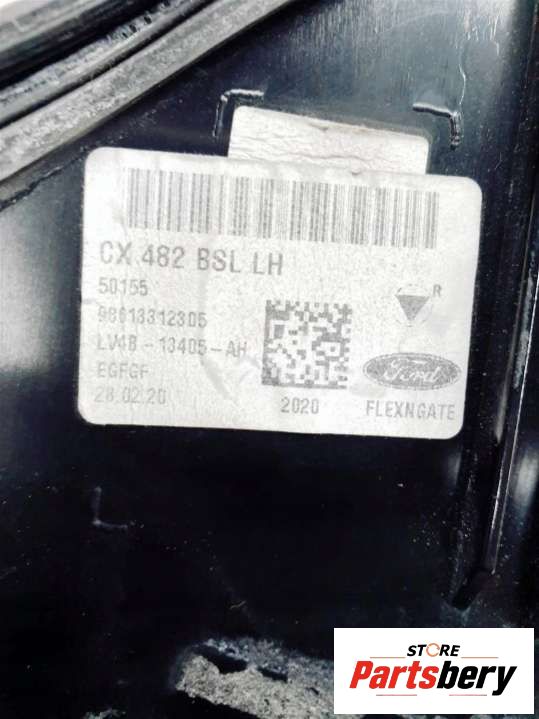 CX 482 BSL LH
50155
98613312305
LV4B-13405-AH
EGFGF
28.02.20
2020
R
Ford
FLEXNGATE
STORE
Partsbery